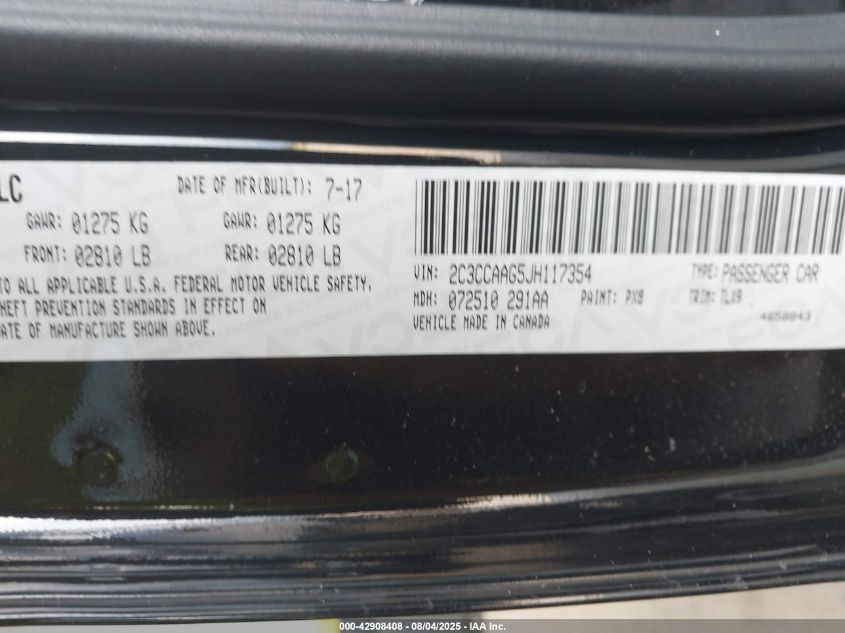 LC DATE OF MFR(BUILT): 7-17
GAWR: 01275 KG GAWR: 01275 KG
FRONT: 02810 LB REAR: 02810 LB
TO ALL APPLICABLE U.S.A. FEDERAL MOTOR VEHICLE SAFETY,
HEFT PREVENTION STANDARDS IN EFFECT ON
DATE OF MANUFACTURE SHOWN ABOVE.
VIN: 2C3CCAAG5JH117354 TYPE: PASSENGER CAR
MDH: 072510 291AA PAINT: PX8 TRIM: TLX9
VEHICLE MADE IN CANADA 4658843
000-42908408 - 08/04/2025 - IAA Inc.